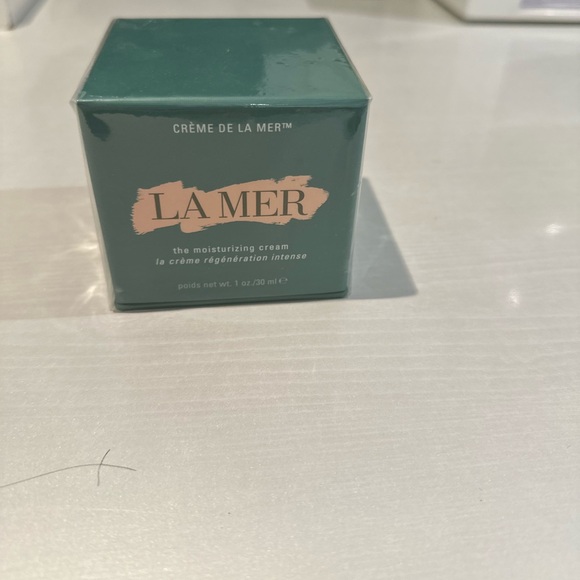 CRÈME DE LA MER™
LA MER
the moisturizing cream
la crème régénération intense
poids net wt. 1 oz./30 ml ℮